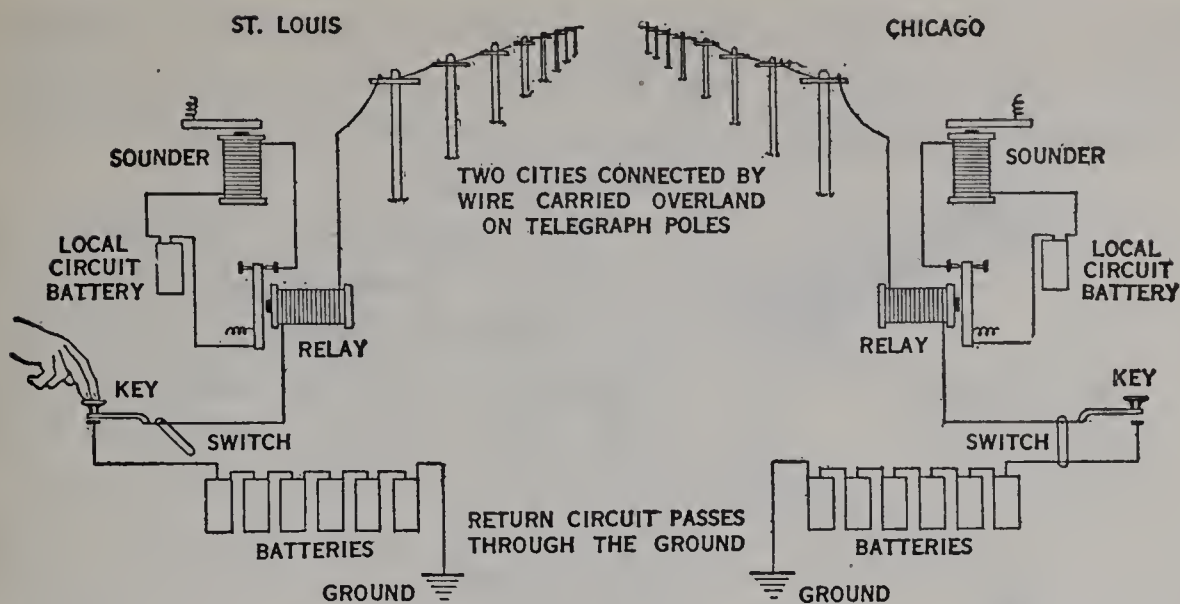 ST. LOUIS
CHICAGO
SOUNDER
SOUNDER
TWO CITIES CONNECTED BY
WIRE CARRIED OVERLAND
ON TELEGRAPH POLES
LOCAL
CIRCUIT
BATTERY
LOCAL
CIRCUIT
BATTERY
RELAY
RELAY
KEY
KEY
SWITCH
SWITCH
BATTERIES
RETURN CIRCUIT PASSES
THROUGH THE GROUND
BATTERIES
GROUND
GROUND